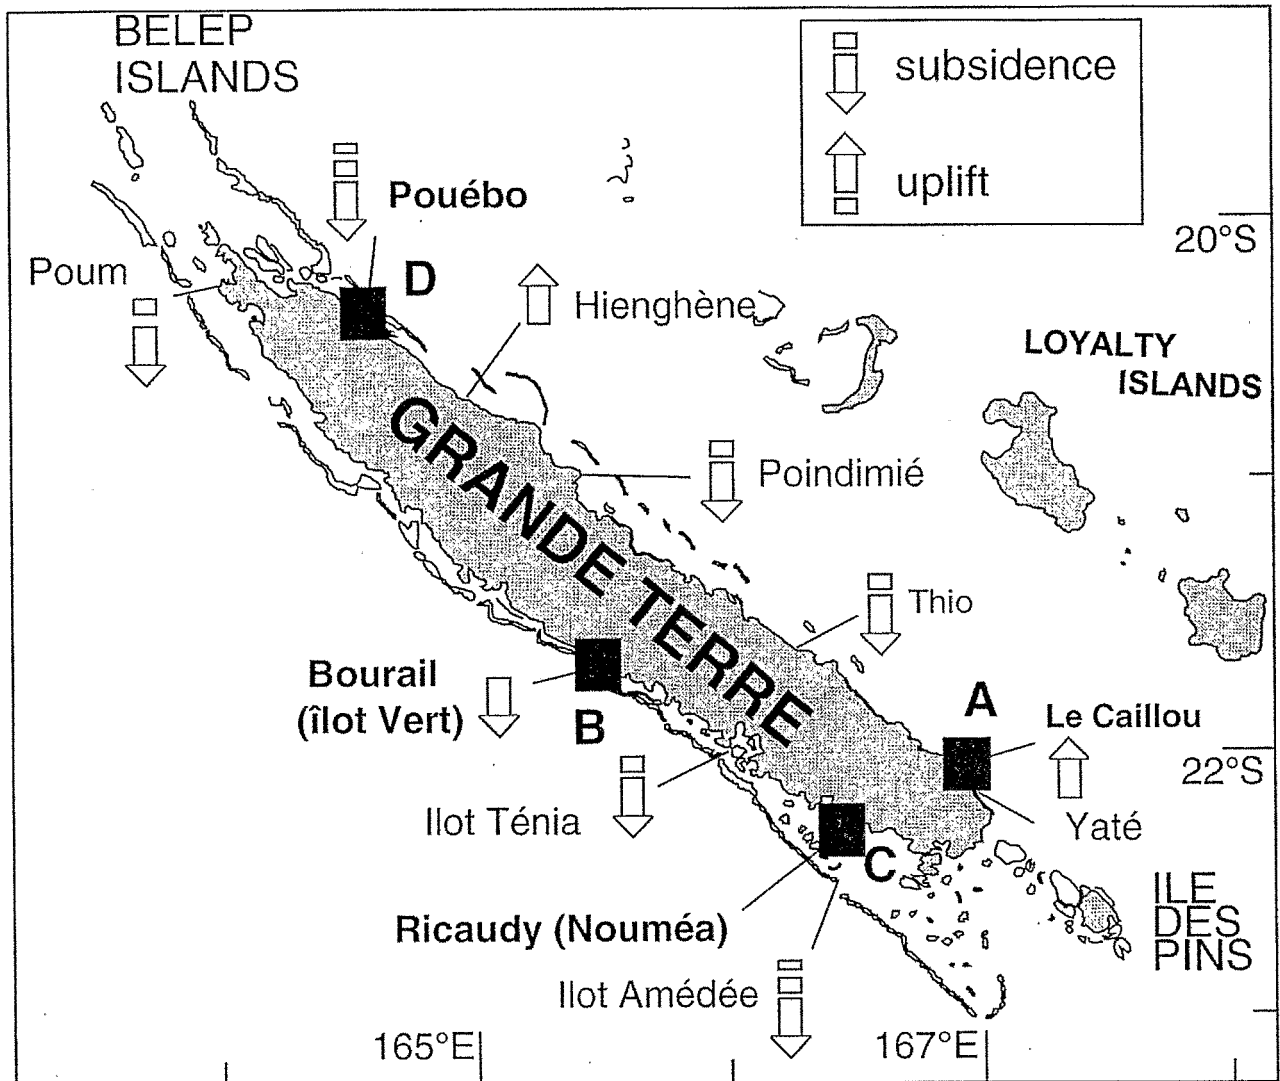 BELEP
ISLANDS
subsidence
uplift
Pouébo
20°S
Poum
D
Hienghène
LOYALTY
ISLANDS
GRANDE TERRE
Poindimié
Thio
Bourail
(îlot Vert)
B
A
Le Caillou
22°S
Ilot Ténia
Yaté
C
Ricaudy (Nouméa)
ILE
DES
PINS
Ilot Amédée
165°E
167°E